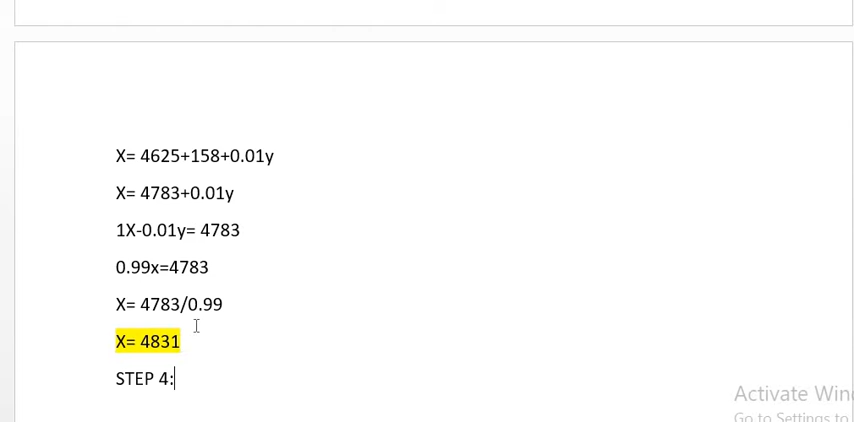 X= 4625+158+0.01y
X= 4783+0.01y
1X-0.01y= 4783
0.99x=4783
X= 4783/0.99
X= 4831
STEP 4:
Activate Win
Go to Settings to